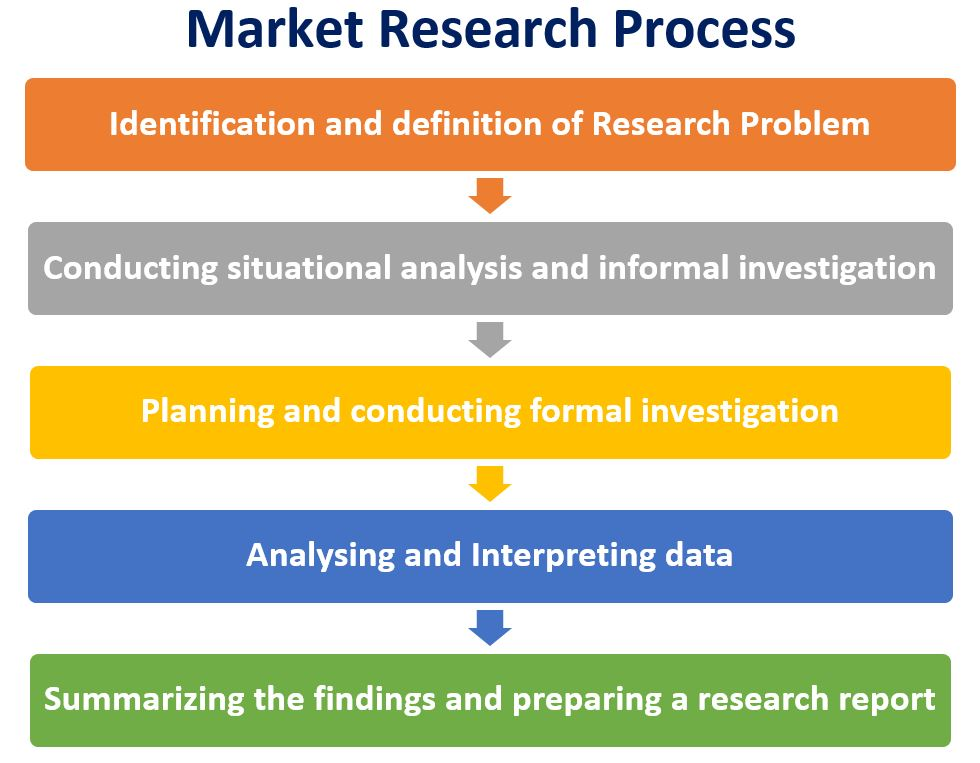 Market Research Process
Identification and definition of Research Problem
Conducting situational analysis and informal investigation
Planning and conducting formal investigation
Analysing and Interpreting data
Summarizing the findings and preparing a research report